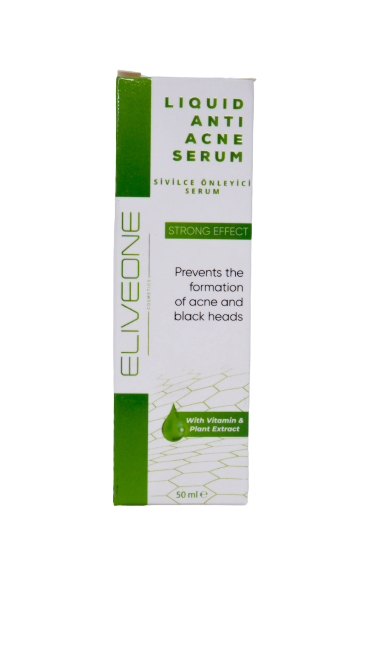 LIQUID
ANTI
ACNE
SERUM
SİVİLCE ÖNLEYİCİ
SERUM
STRONG EFFECT
ELIVEONE
COSMETICS
Prevents the
formation
of acne and
black heads
With Vitamin &
Plant Extract
50 ml ℮